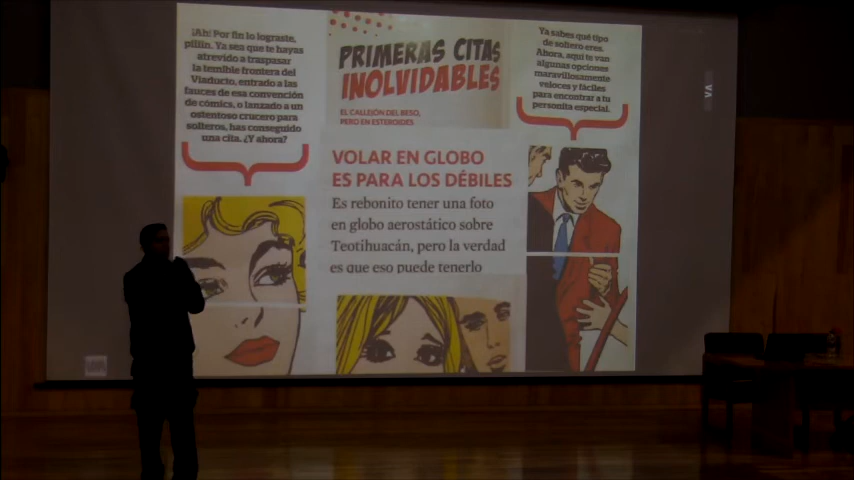 ¡Ah! Por fin lo lograste,
pillín. Ya sea que te hayas
atrevido a traspasar
la temible frontera del
Viaducto, entrado a las
fauces de esa convención
de cómics, o lanzado a un
ostentoso crucero para
solteros, has conseguido
una cita. ¿Y ahora?
PRIMERAS CITAS
INOLVIDABLES
EL CALLEJÓN DEL BESO,
PERO EN ESTEROIDES
VOLAR EN GLOBO
ES PARA LOS DÉBILES
Es rebonito tener una foto
en globo aerostático sobre
Teotihuacán, pero la verdad
es que eso puede tenerlo
Ya sabes qué tipo
de soltero eres.
Ahora, aquí te van
algunas opciones
maravillosamente
veloces y fáciles
para encontrar a tu
personita especial.
VA